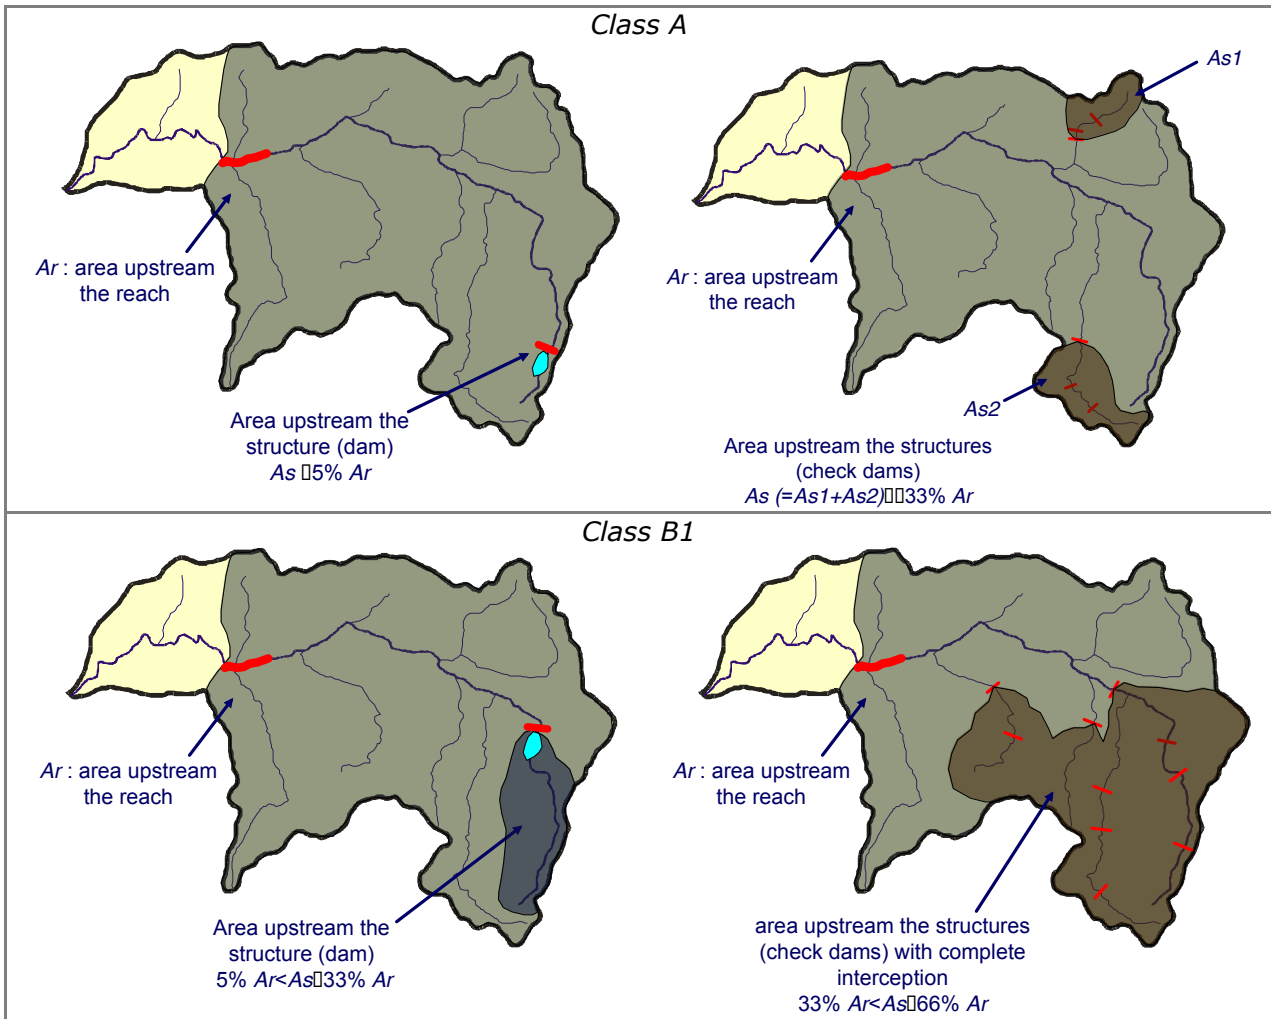 Class A
Ar : area upstream
the reach
Area upstream the
structure (dam)
As ▯5% Ar
As1
Ar : area upstream
the reach
As2
Area upstream the structures
(check dams)
As (=As1+As2)▯▯33% Ar
Class B1
Ar : area upstream
the reach
Area upstream the
structure (dam)
5% Ar<As▯33% Ar
Ar : area upstream
the reach
area upstream the structures
(check dams) with complete
interception
33% Ar<As▯66% Ar